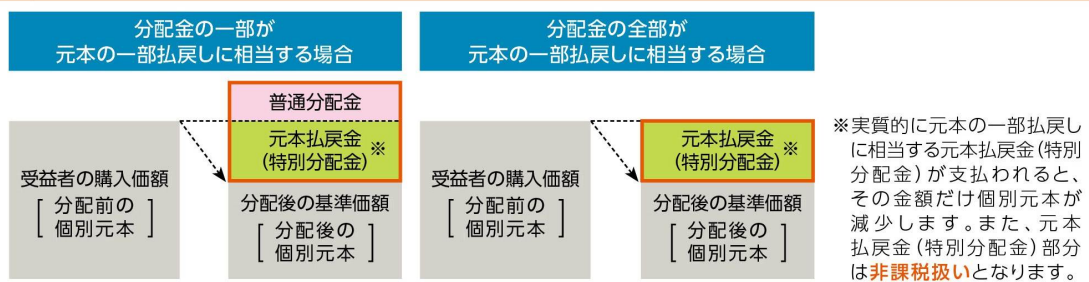 分配金の一部が
元本の一部払戻しに相当する場合
普通分配金
元本払戻金
(特別分配金)※
受益者の購入価額
[分配前の
個別元本]
分配後の基準価額
[分配後の
個別元本]
分配金の全部が
元本の一部払戻しに相当する場合
元本払戻金
(特別分配金)※
受益者の購入価額
[分配前の
個別元本]
分配後の基準価額
[分配後の
個別元本]
※実質的に元本の一部払戻し
に相当する元本払戻金(特別
分配金)が支払われると、
その金額だけ個別元本が
減少します。また、元本
払戻金(特別分配金)部分
は非課税扱いとなります。